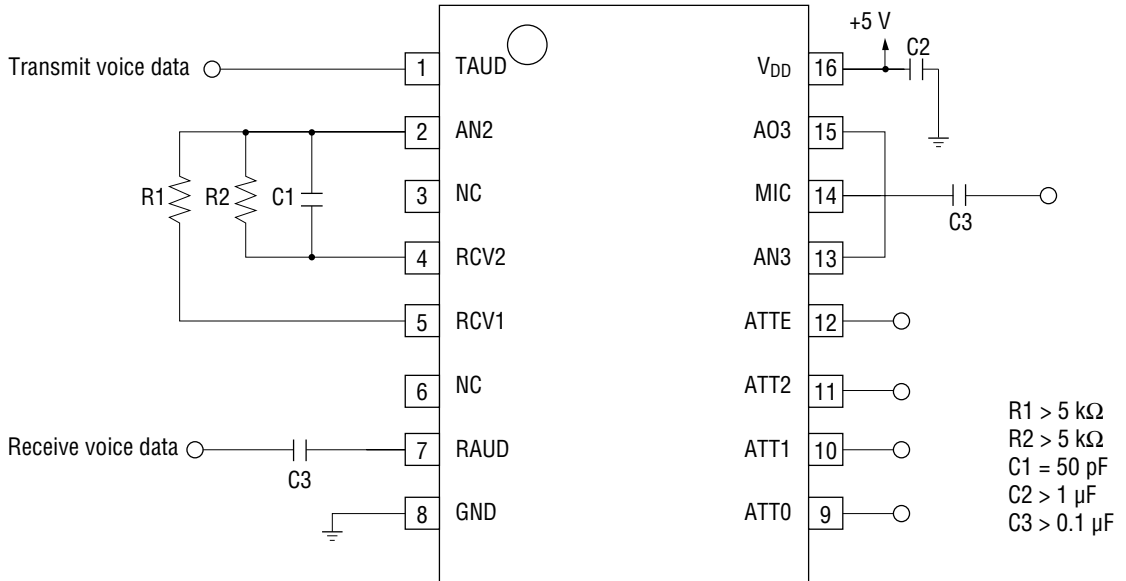 +5 V
Transmit voice data
1 TAUD
VDD 16
C2
2 AN2
AO3 15
R1 R2 C1
3 NC
MIC 14
C3
4 RCV2
AN3 13
5 RCV1
ATTE 12
6 NC
ATT2 11
Receive voice data
C3
7 RAUD
ATT1 10
8 GND
ATT0 9
R1 > 5 kΩ
R2 > 5 kΩ
C1 = 50 pF
C2 > 1 µF
C3 > 0.1 µF